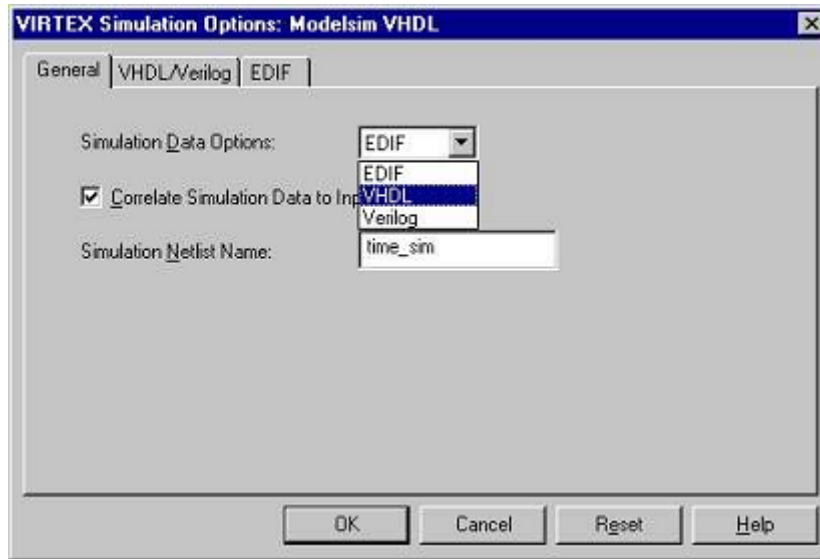 VIRTEX Simulation Options: Modelsim VHDL
General VHDL/Verilog EDIF
Simulation Data Options: EDIF
EDIF
VHDL
Correlate Simulation Data to Inp
Verilog
Simulation Netlist Name: time_sim
OK Cancel Reset Help